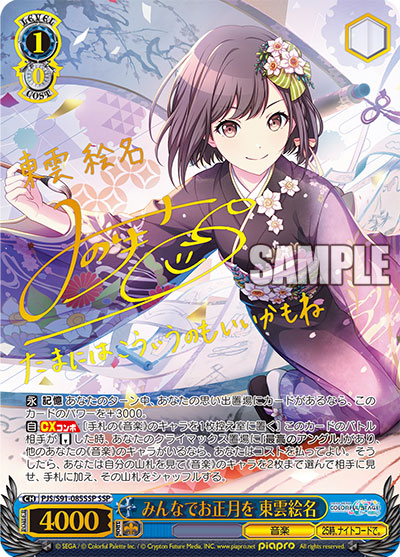 LEVEL
1
0
COST
東雲 絵名
SAMPLE
たまにはこういうのもいいかもね
永 記憶 あなたのターン中、あなたの思い出置場にカードがあるなら、この
カードのパワーを+3000。
自 CXコンボ [手札の《音楽》のキャラを1枚控え室に置く] このカードのバトル
相手が した時、あなたのクライマックス置場に「最高のアングル」があり、
他のあなたの《音楽》のキャラがいるなら、あなたはコストを払ってよい。そう
したら、あなたは自分の山札を見て《音楽》のキャラを2枚まで選んで相手に見
せ、手札に加え、その山札をシャッフルする。
CH PJS/S91-085SSP SSP
4000
POWER
みんなでお正月を 東雲絵名
音楽
25時、ナイトコードで。
COLORFUL STAGE!
© SEGA / © Colorful Palette Inc. / © Crypton Future Media, INC. www.piapro.net piapro All rights reserved.